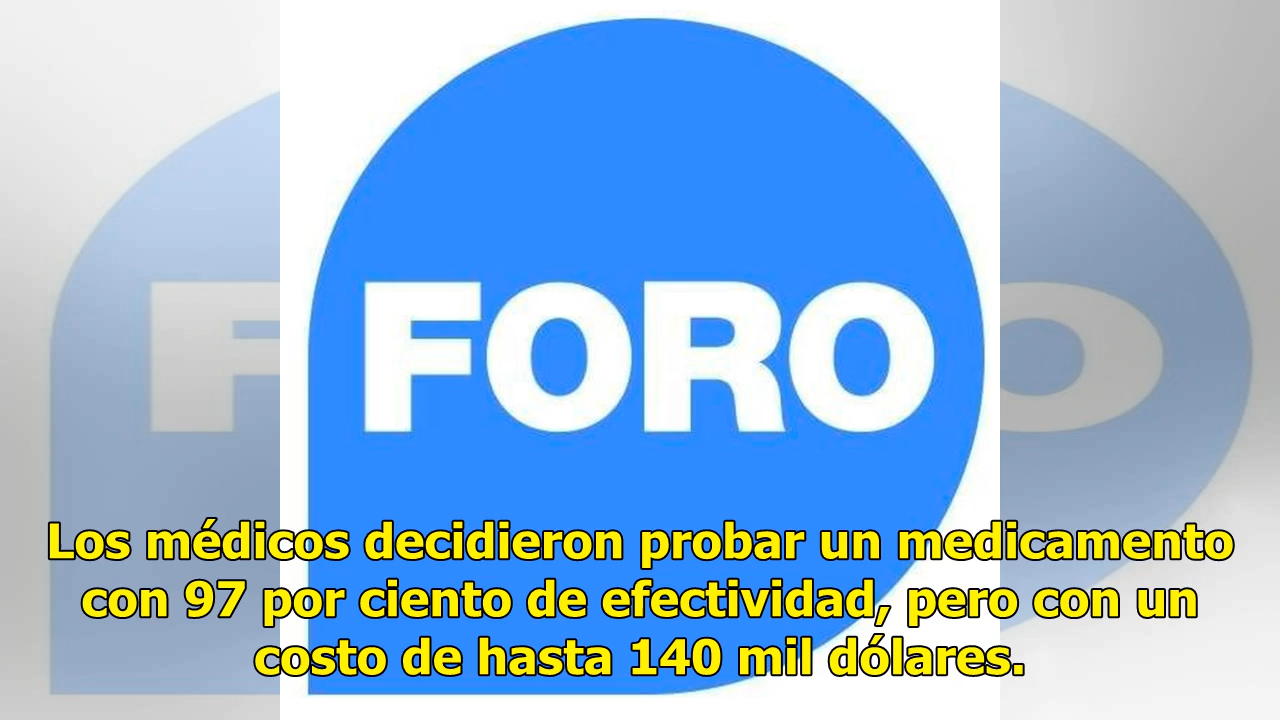 FORO
Los médicos decidieron probar un medicamento
con 97 por ciento de efectividad, pero con un
costo de hasta 140 mil dólares.